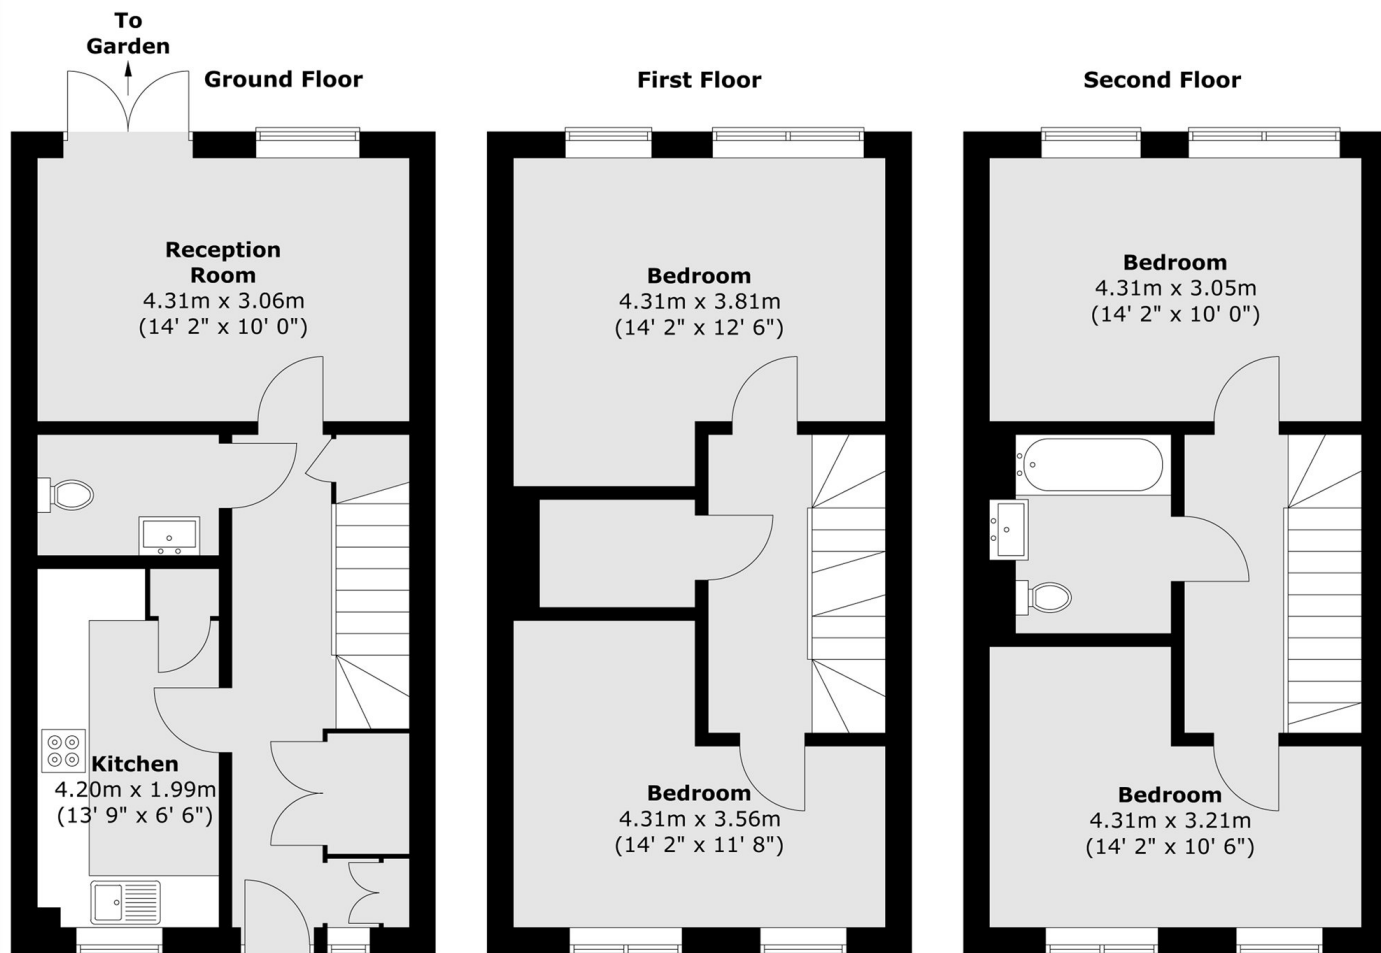 To
Garden
Ground Floor
First Floor
Second Floor
Reception
Room
4.31m x 3.06m
(14' 2" x 10' 0")
Bedroom
4.31m x 3.81m
(14' 2" x 12' 6")
Bedroom
4.31m x 3.05m
(14' 2" x 10' 0")
Kitchen
4.20m x 1.99m
(13' 9" x 6' 6")
Bedroom
4.31m x 3.56m
(14' 2" x 11' 8")
Bedroom
4.31m x 3.21m
(14' 2" x 10' 6")